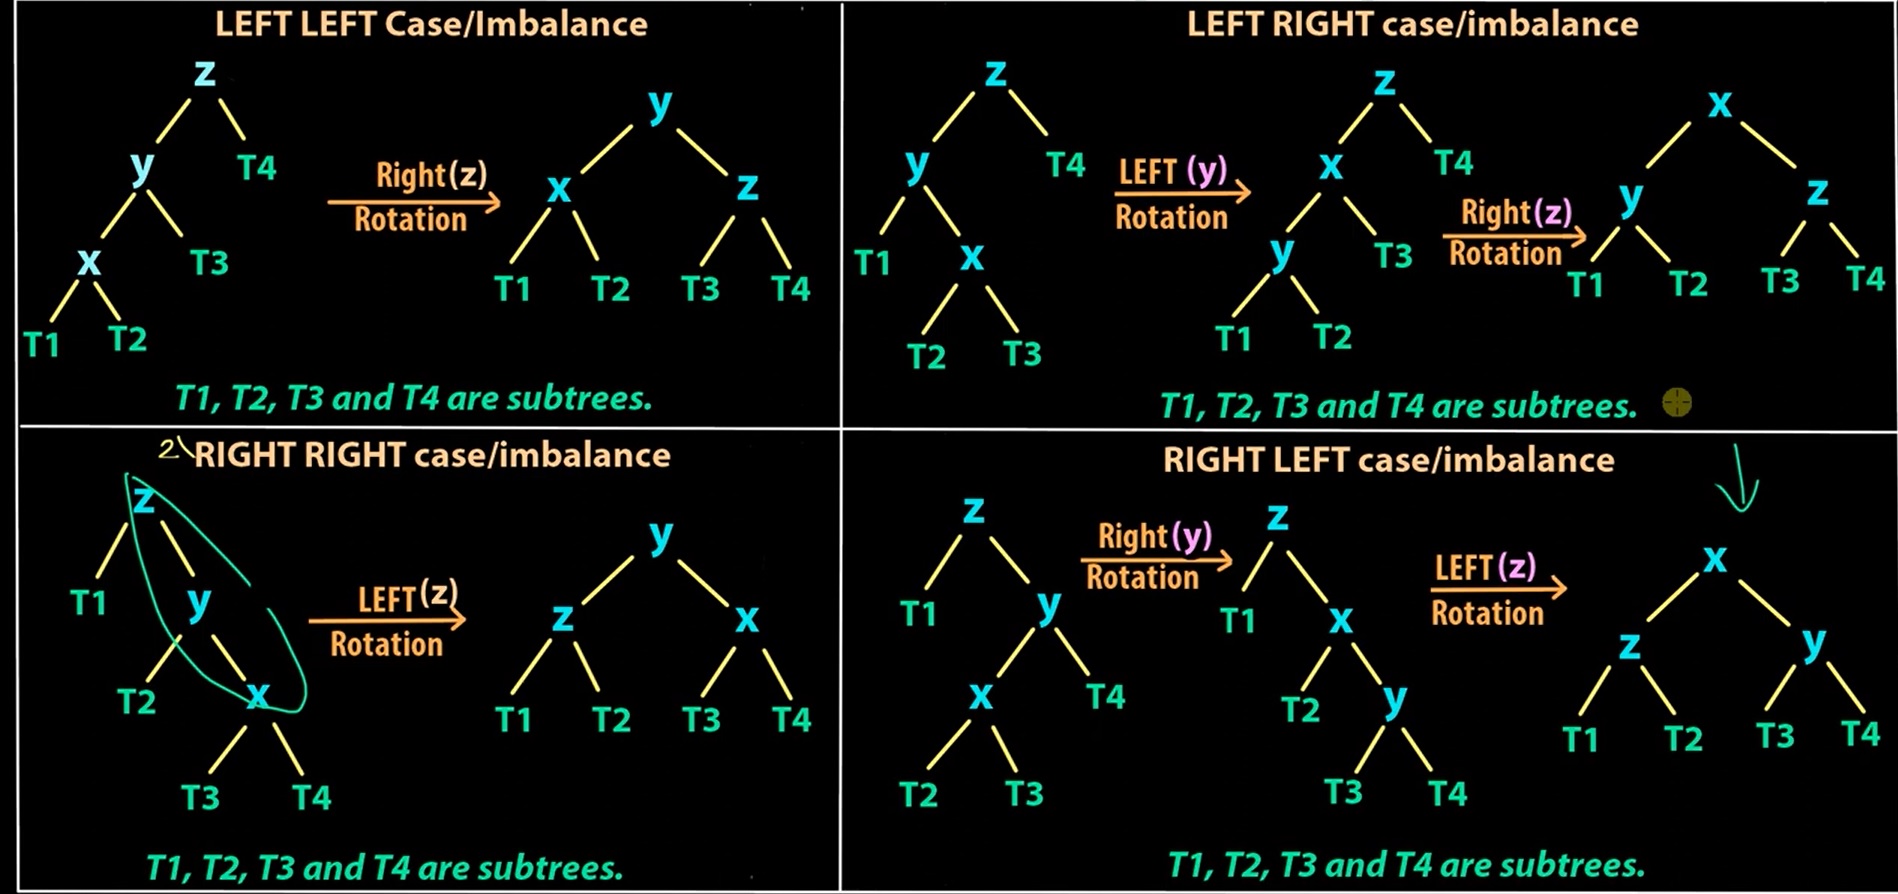 LEFT LEFT Case/Imbalance
z
y
T4
x
T3
T1
T2
Right(z)
Rotation
y
x
z
T1
T2
T3
T4
T1, T2, T3 and T4 are subtrees.
LEFT RIGHT case/imbalance
z
y
T4
T1
x
T2
T3
LEFT (y)
Rotation
z
x
T4
y
T3
T1
T2
Right(z)
Rotation
x
y
z
T1
T2
T3
T4
T1, T2, T3 and T4 are subtrees.
2\RIGHT RIGHT case/imbalance
z
T1
y
T2
x
T3
T4
LEFT(z)
Rotation
y
z
x
T1
T2
T3
T4
T1, T2, T3 and T4 are subtrees.
RIGHT LEFT case/imbalance
z
T1
y
x
T4
T2
T3
Right(y)
Rotation
z
T1
x
T2
y
T3
T4
LEFT(z)
Rotation
x
z
y
T1
T2
T3
T4
T1, T2, T3 and T4 are subtrees.